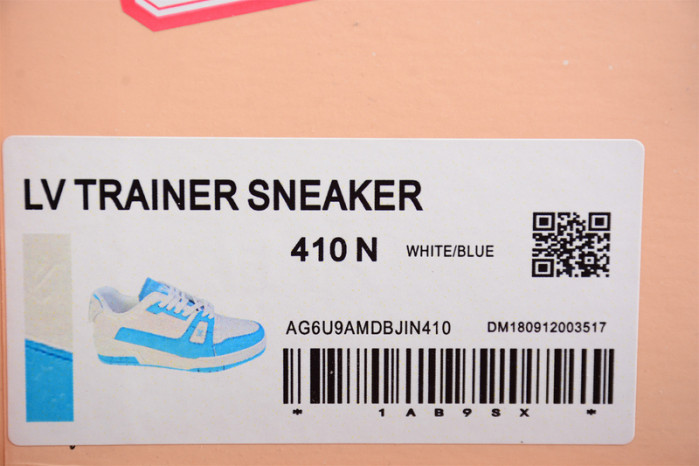 LV TRAINER SNEAKER
410 N WHITE/BLUE
AG6U9AMDBJIN410 DM180912003517
* 1AB9SX *